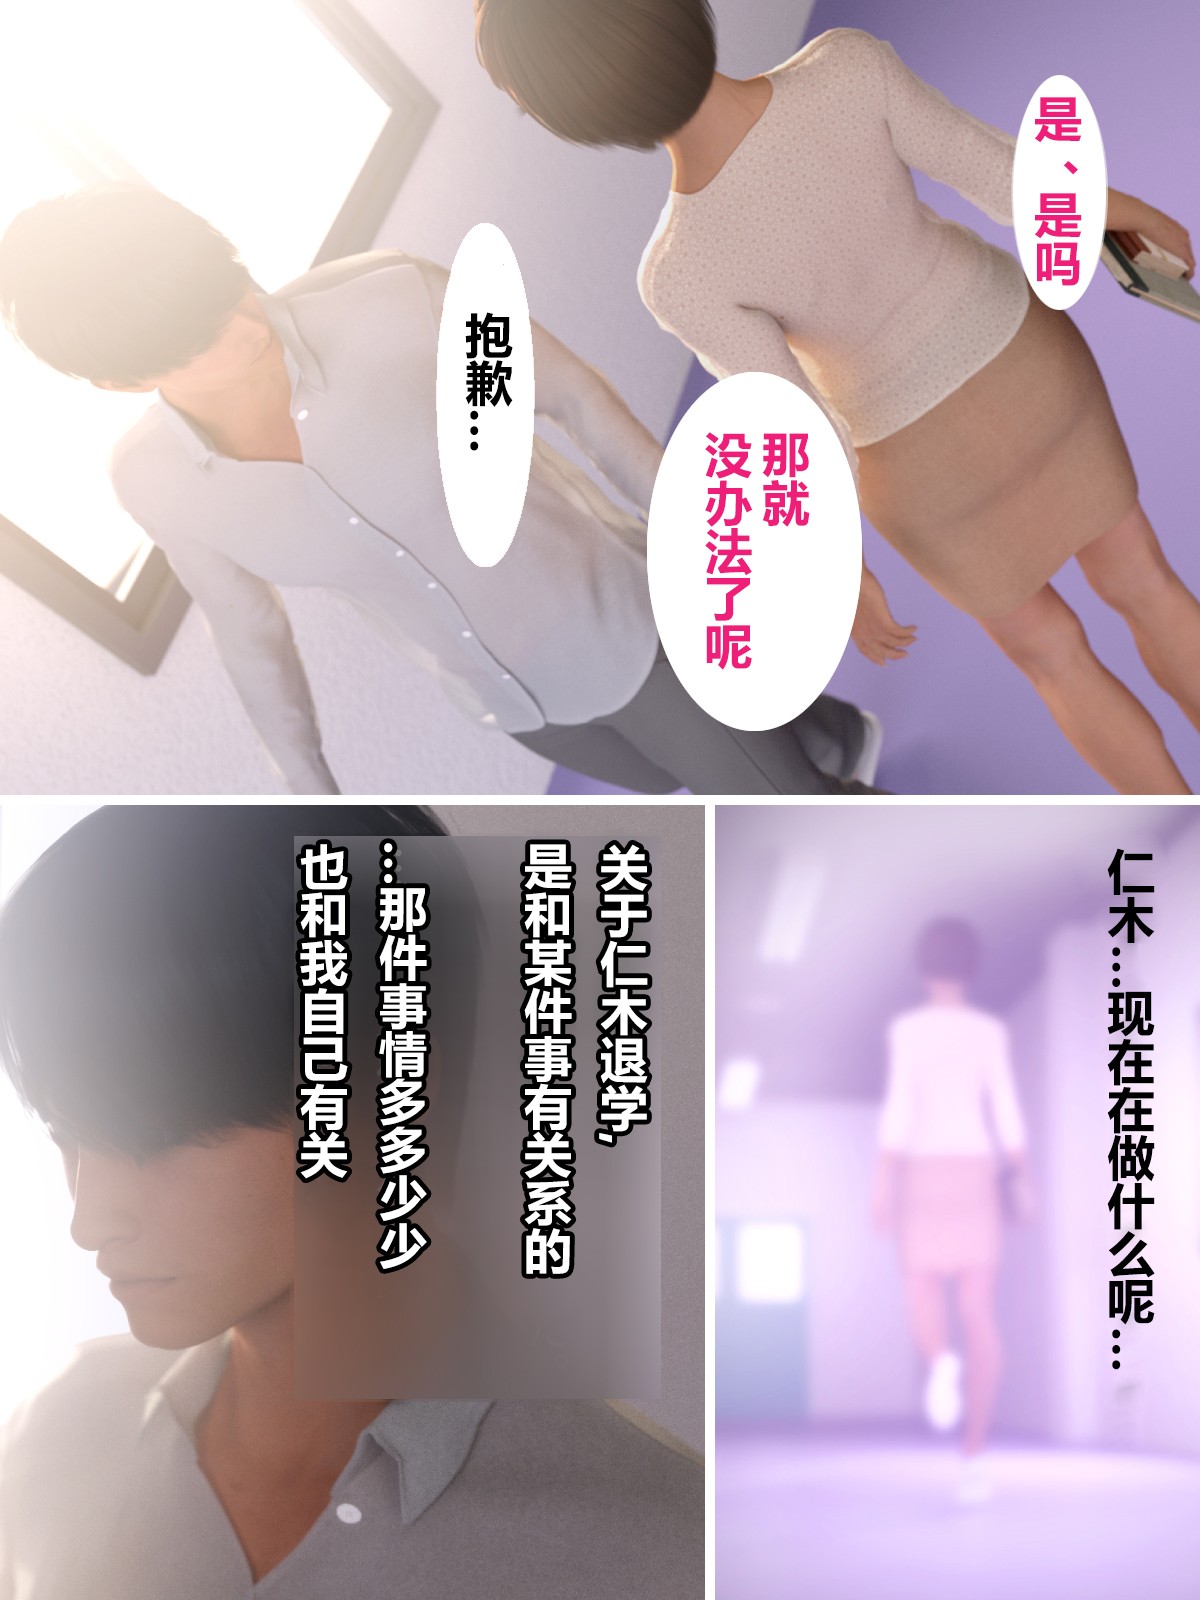 是、是吗
那就
没办法了呢
抱歉…
仁木…现在在做什么呢…
关于仁木退学，
是和某件事有关系的
…那件事情多多少少
也和我自己有关